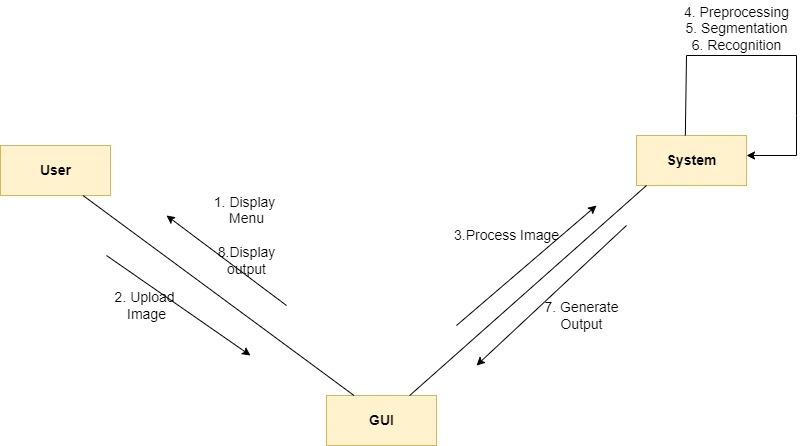 4. Preprocessing
5. Segmentation
6. Recognition
System
User
1. Display
Menu
8.Display
output
3.Process Image
2. Upload
Image
7. Generate
Output
GUI